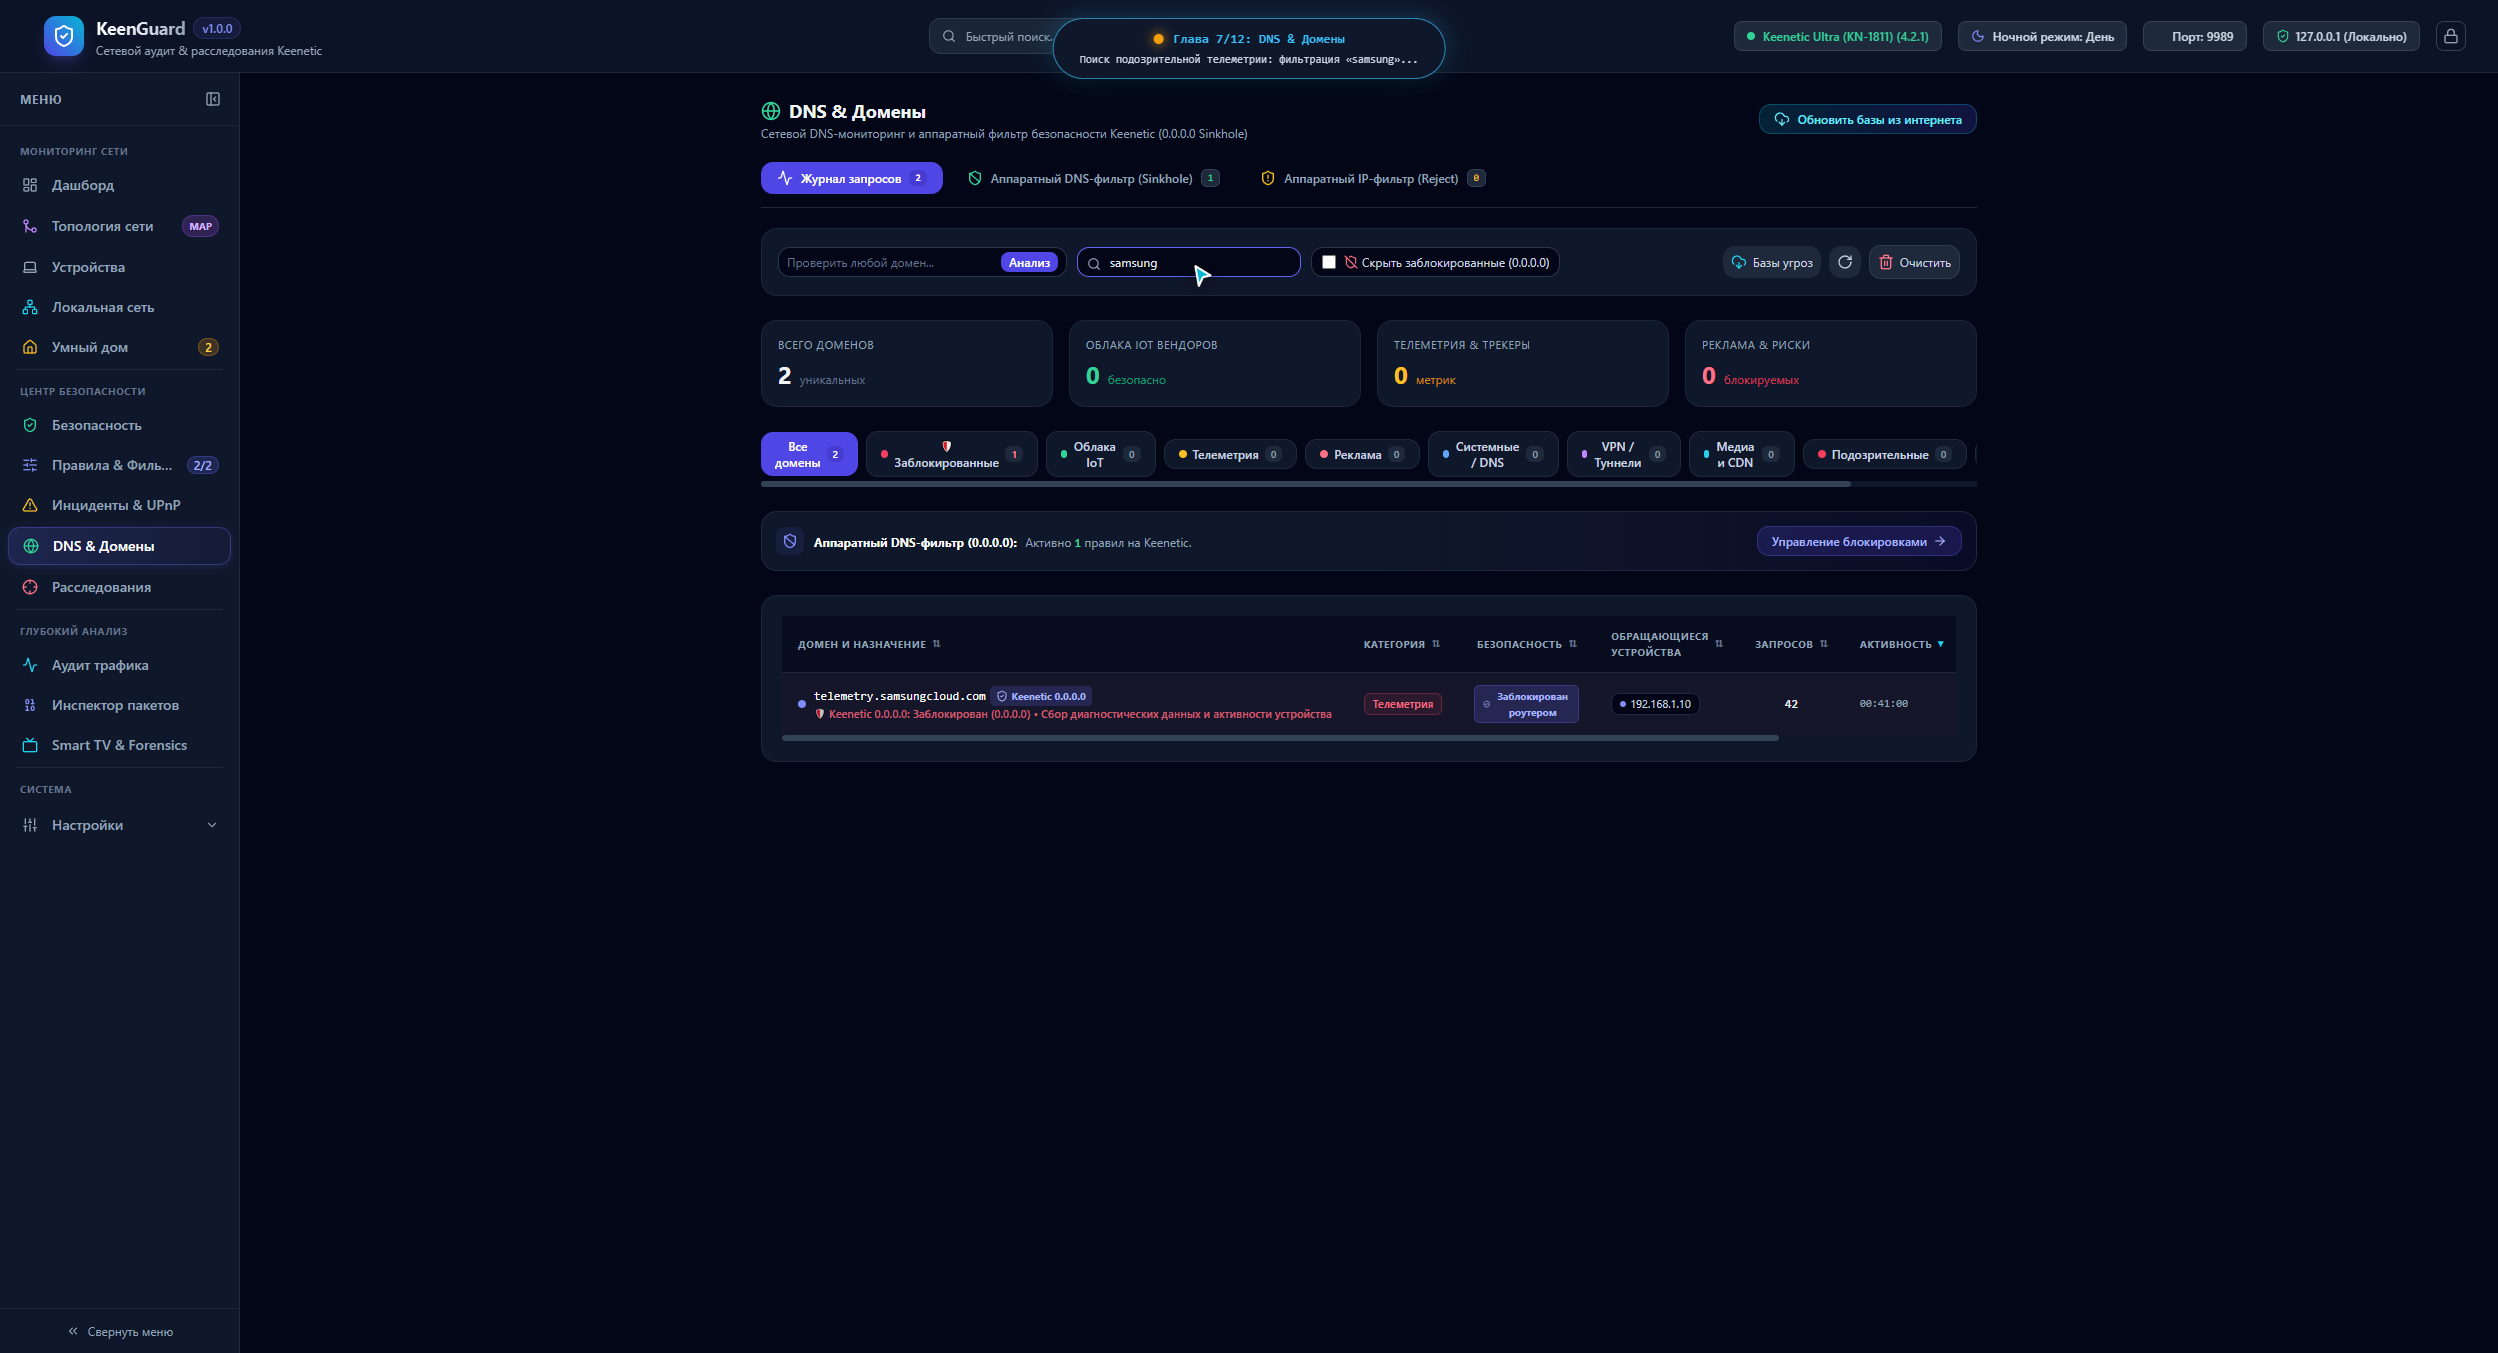 KeenGuard v1.0.0
Сетевой аудит & расследования Keenetic
Быстрый поиск.
Глава 7/12: DNS & Домены
Поиск подозрительной телеметрии: фильтрация «samsung»...
Keenetic Ultra (KN-1811) (4.2.1)
Ночной режим: День
Порт: 9989
127.0.0.1 (Локально)
МЕНЮ
МОНИТОРИНГ СЕТИ
Дашборд
Топология сети MAP
Устройства
Локальная сеть
Умный дом 2
ЦЕНТР БЕЗОПАСНОСТИ
Безопасность
Правила & Филь... 2/2
Инциденты & UPnP
DNS & Домены
Расследования
ГЛУБОКИЙ АНАЛИЗ
Аудит трафика
Инспектор пакетов
Smart TV & Forensics
СИСТЕМА
Настройки
Свернуть меню
DNS & Домены
Сетевой DNS-мониторинг и аппаратный фильтр безопасности Keenetic (0.0.0.0 Sinkhole)
Обновить базы из интернета
Журнал запросов 2
Аппаратный DNS-фильтр (Sinkhole) 1
Аппаратный IP-фильтр (Reject) 0
Проверить любой домен... Анализ
samsung
Скрыть заблокированные (0.0.0.0)
Базы угроз
Очистить
ВСЕГО ДОМЕНОВ
2 уникальных
ОБЛАКА IOT ВЕНДОРОВ
0 безопасно
ТЕЛЕМЕТРИЯ & ТРЕКЕРЫ
0 метрик
РЕКЛАМА & РИСКИ
0 блокируемых
Все
домены 2
Заблокированные 1
Облака
IoT 0
Телеметрия 0
Реклама 0
Системные
/ DNS 0
VPN /
Туннели 0
Медиа
и CDN 0
Подозрительные 0
Аппаратный DNS-фильтр (0.0.0.0): Активно 1 правил на Keenetic.
Управление блокировками
ДОМЕН И НАЗНАЧЕНИЕ
КАТЕГОРИЯ
БЕЗОПАСНОСТЬ
ОБРАЩАЮЩИЕСЯ
УСТРОЙСТВА
ЗАПРОСОВ
АКТИВНОСТЬ
telemetry.samsungcloud.com Keenetic 0.0.0.0
Keenetic 0.0.0.0: Заблокирован (0.0.0.0) • Сбор диагностических данных и активности устройства
Телеметрия
Заблокирован
роутером
192.168.1.10
42
00:41:00